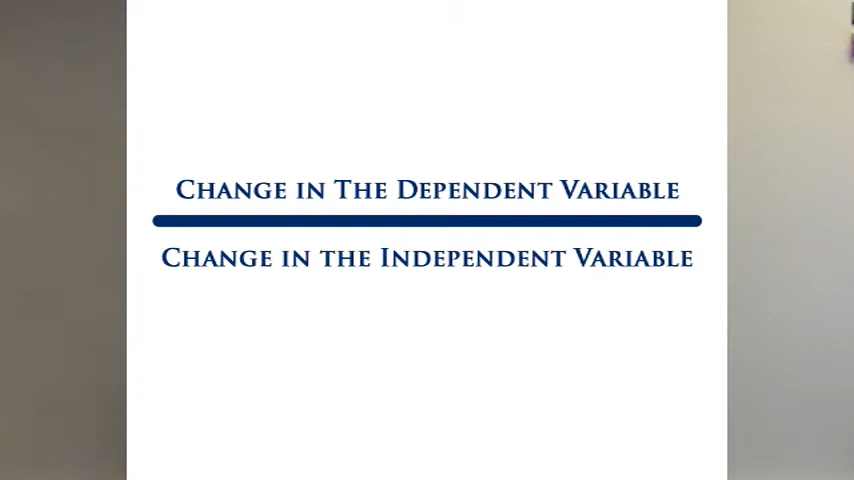 Change in The Dependent Variable
Change in the Independent Variable